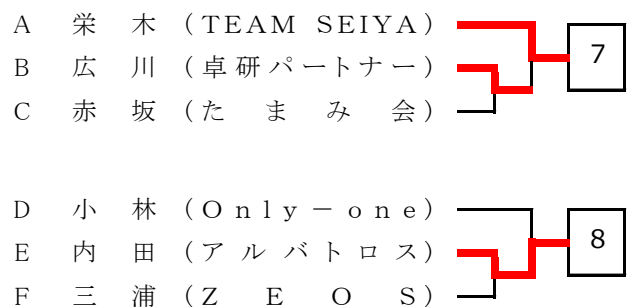 A 栄木 (TEAM SEIYA)
7
B 広川 (卓研パートナー)
C 赤坂 (たまみ会)
D 小林 (Only－one)
8
E 内田 (アルバトロス)
F 三浦 (ZEOS)